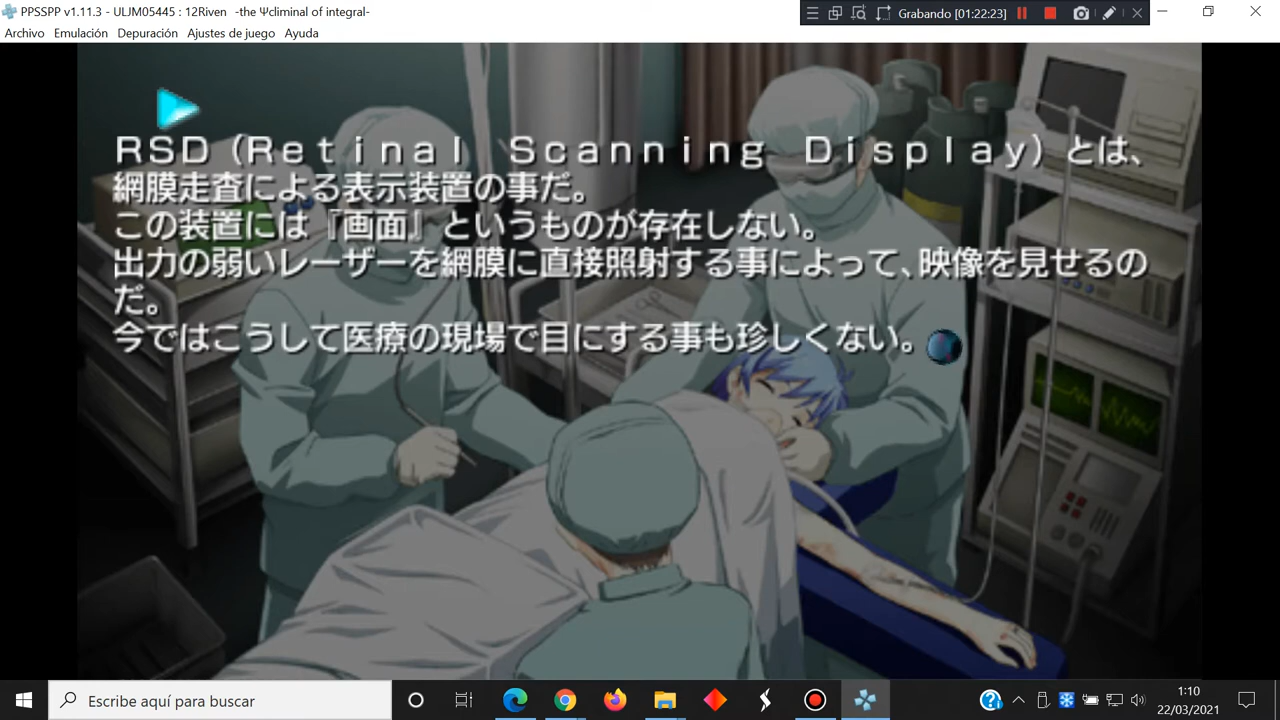 PPSSPP v1.11.3 - ULJM05445 : 12Riven -the Ψcliminal of integral-
Grabando [01:22:23]
Archivo Emulación Depuración Ajustes de juego Ayuda
RSD(Retinal Scanning Display)とは、
網膜走査による表示装置の事だ。
この装置には『画面』というものが存在しない。
出力の弱いレーザーを網膜に直接照射する事によって、映像を見せるの
だ。
今ではこうして医療の現場で目にする事も珍しくない。
Escribe aquí para buscar
1:10
22/03/2021